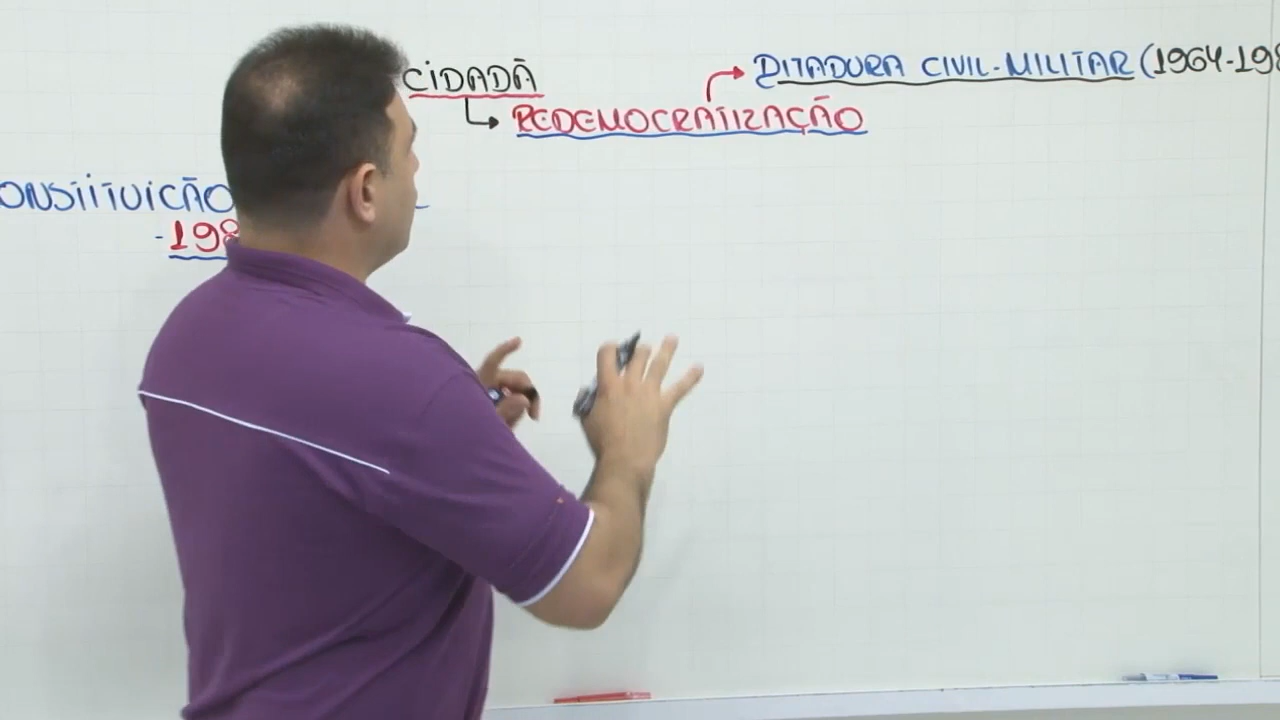 CIDADÃ
DITADURA CIVIL-MILITAR (1964-198
REDEMOCRATIZAÇÃO
ONSTITUIÇÃO
-198